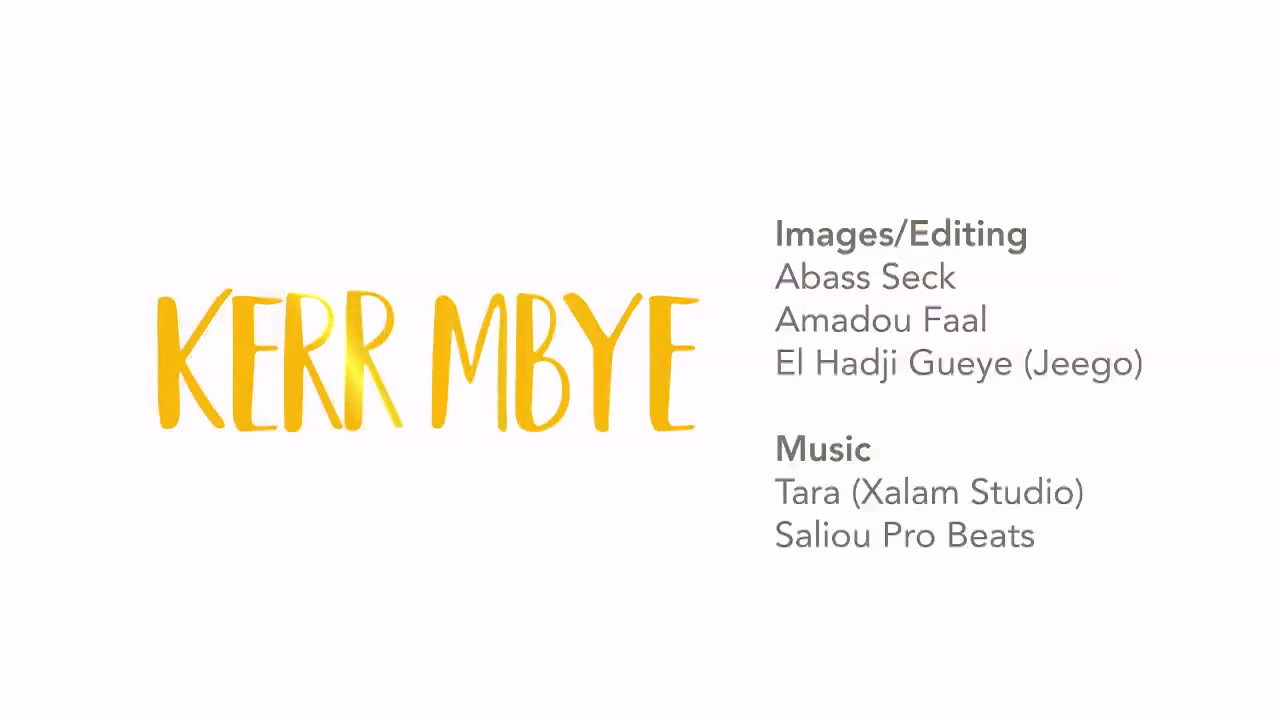 KERR MBYE
Images/Editing
Abass Seck
Amadou Faal
El Hadji Gueye (Jeego)
Music
Tara (Xalam Studio)
Saliou Pro Beats